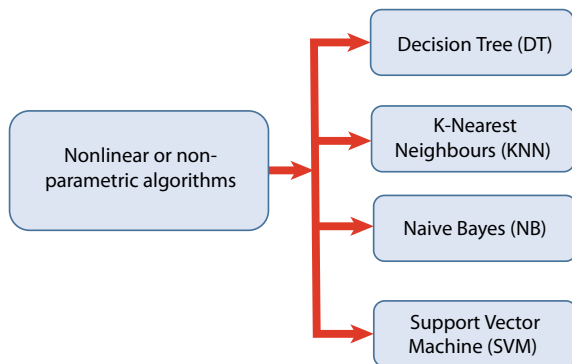 Nonlinear or non-
parametric algorithms
Decision Tree (DT)
K-Nearest
Neighbours (KNN)
Naive Bayes (NB)
Support Vector
Machine (SVM)